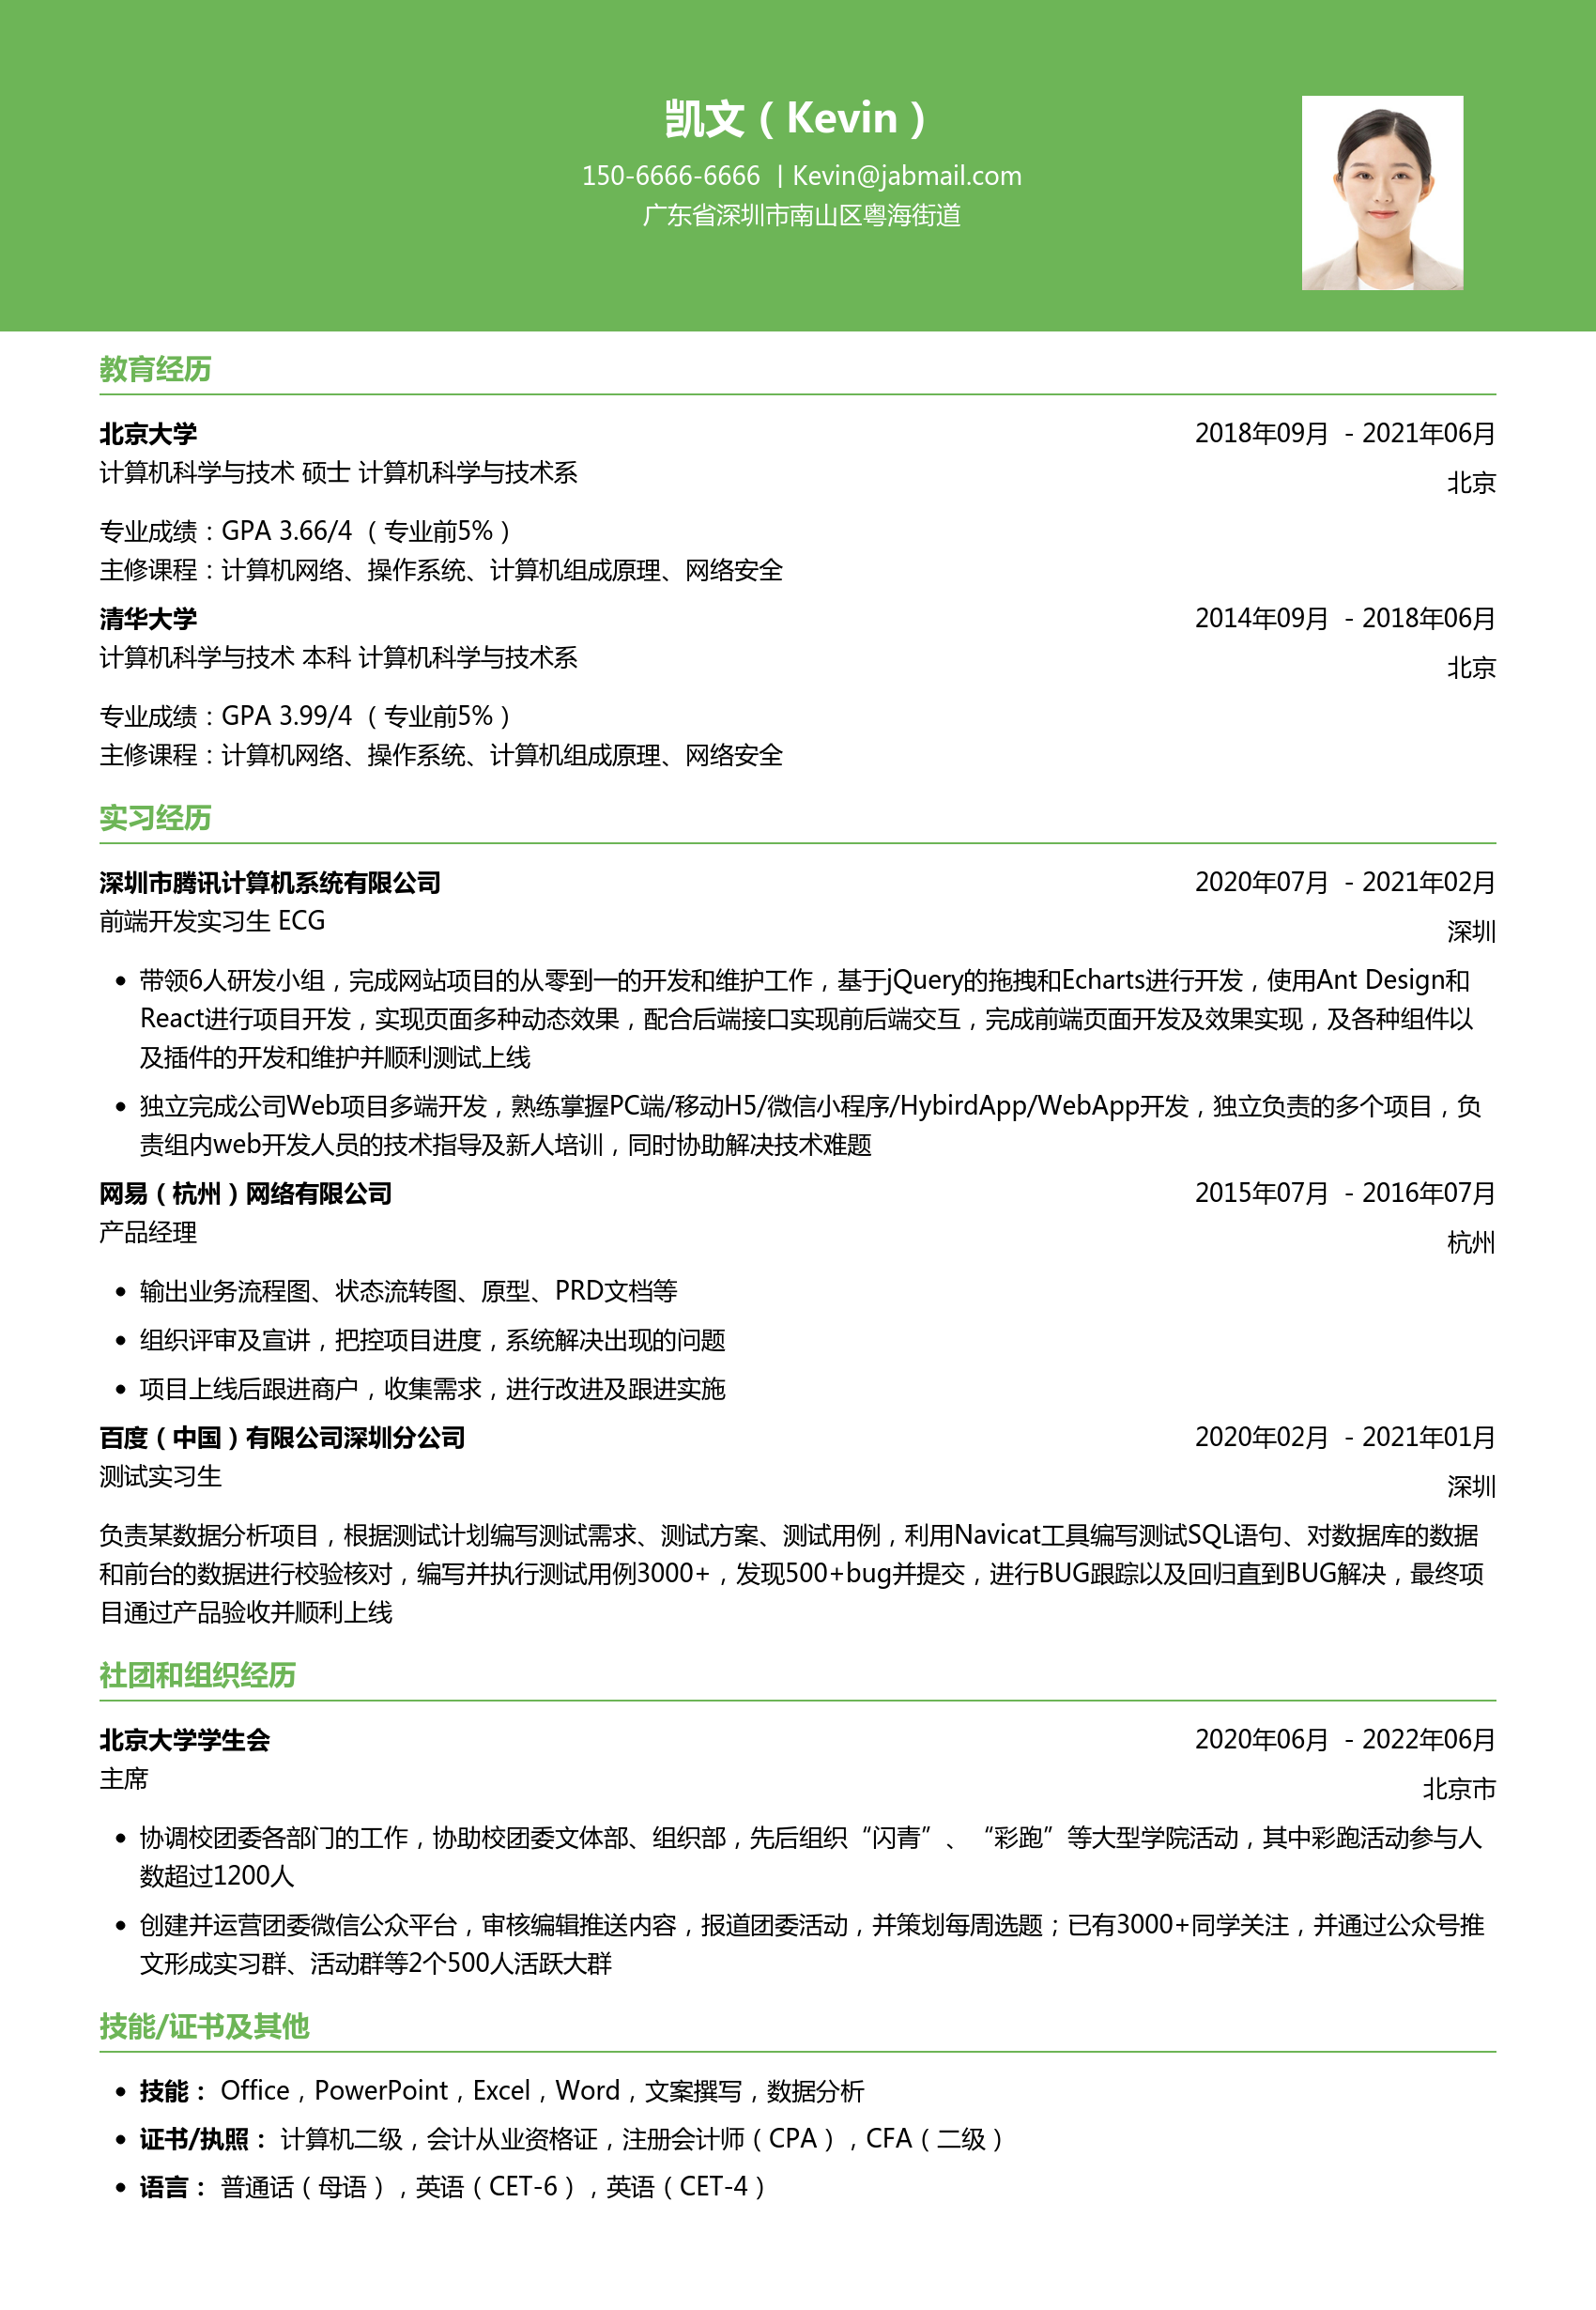 凯文（Kevin）
150-6666-6666 | Kevin@jabmail.com
广东省深圳市南山区粤海街道
教育经历
北京大学 2018年09月 - 2021年06月
计算机科学与技术 硕士 计算机科学与技术系 北京
专业成绩：GPA 3.66/4 （专业前5%）
主修课程：计算机网络、操作系统、计算机组成原理、网络安全
清华大学 2014年09月 - 2018年06月
计算机科学与技术 本科 计算机科学与技术系 北京
专业成绩：GPA 3.99/4 （专业前5%）
主修课程：计算机网络、操作系统、计算机组成原理、网络安全
实习经历
深圳市腾讯计算机系统有限公司 2020年07月 - 2021年02月
前端开发实习生 ECG 深圳
• 带领6人研发小组，完成网站项目的从零到一的开发和维护工作，基于jQuery的拖拽和Echarts进行开发，使用Ant Design和
React进行项目开发，实现页面多种动态效果，配合后端接口实现前后端交互，完成前端页面开发及效果实现，及各种组件以
及插件的开发和维护并顺利测试上线
• 独立完成公司Web项目多端开发，熟练掌握PC端/移动H5/微信小程序/HybirdApp/WebApp开发，独立负责的多个项目，负
责组内web开发人员的技术指导及新人培训，同时协助解决技术难题
网易（杭州）网络有限公司 2015年07月 - 2016年07月
产品经理 杭州
• 输出业务流程图、状态流转图、原型、PRD文档等
• 组织评审及宣讲，把控项目进度，系统解决出现的问题
• 项目上线后跟进商户，收集需求，进行改进及跟进实施
百度（中国）有限公司深圳分公司 2020年02月 - 2021年01月
测试实习生 深圳
负责某数据分析项目，根据测试计划编写测试需求、测试方案、测试用例，利用Navicat工具编写测试SQL语句、对数据库的数据
和前台的数据进行校验核对，编写并执行测试用例3000+，发现500+bug并提交，进行BUG跟踪以及回归直到BUG解决，最终项
目通过产品验收并顺利上线
社团和组织经历
北京大学学生会 2020年06月 - 2022年06月
主席 北京市
• 协调校团委各部门的工作，协助校团委文体部、组织部，先后组织“闪青”、“彩跑”等大型学院活动，其中彩跑活动参与人
数超过1200人
• 创建并运营团委微信公众平台，审核编辑推送内容，报道团委活动，并策划每周选题；已有3000+同学关注，并通过公众号推
文形成实习群、活动群等2个500人活跃大群
技能/证书及其他
• 技能： Office，PowerPoint，Excel，Word，文案撰写，数据分析
• 证书/执照： 计算机二级，会计从业资格证，注册会计师（CPA），CFA（二级）
• 语言： 普通话（母语），英语（CET-6），英语（CET-4）